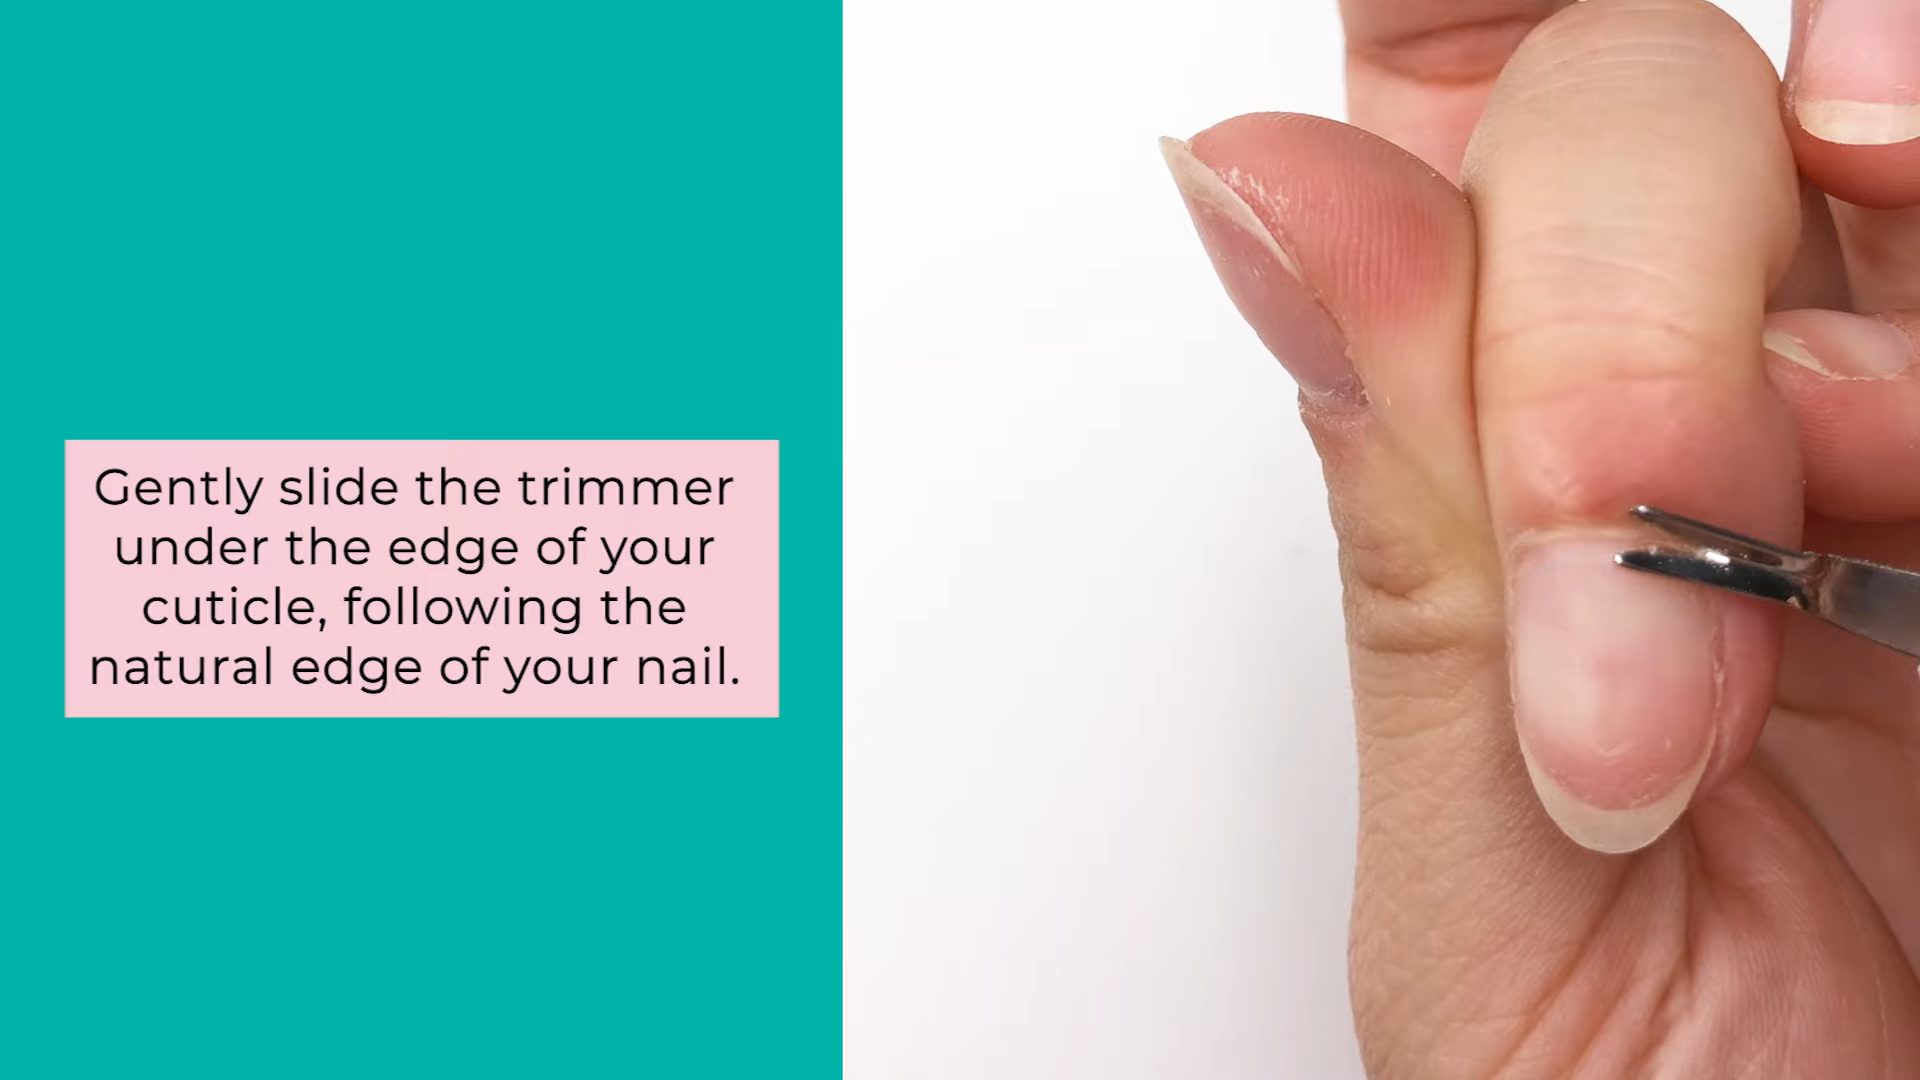 Gently slide the trimmer
under the edge of your
cuticle, following the
natural edge of your nail.